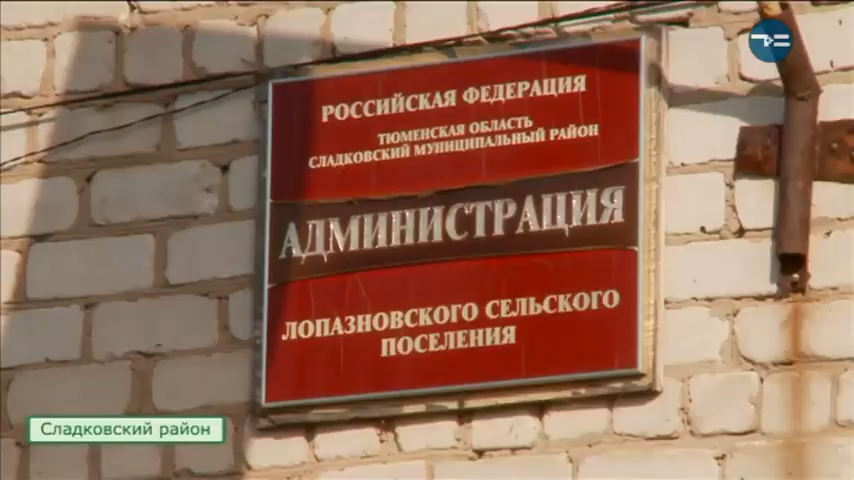 РОССИЙСКАЯ ФЕДЕРАЦИЯ
ТЮМЕНСКАЯ ОБЛАСТЬ
СЛАДКОВСКИЙ МУНИЦИПАЛЬНЫЙ РАЙОН
АДМИНИСТРАЦИЯ
ЛОПАЗНОВСКОГО СЕЛЬСКОГО
ПОСЕЛЕНИЯ
Сладковский район